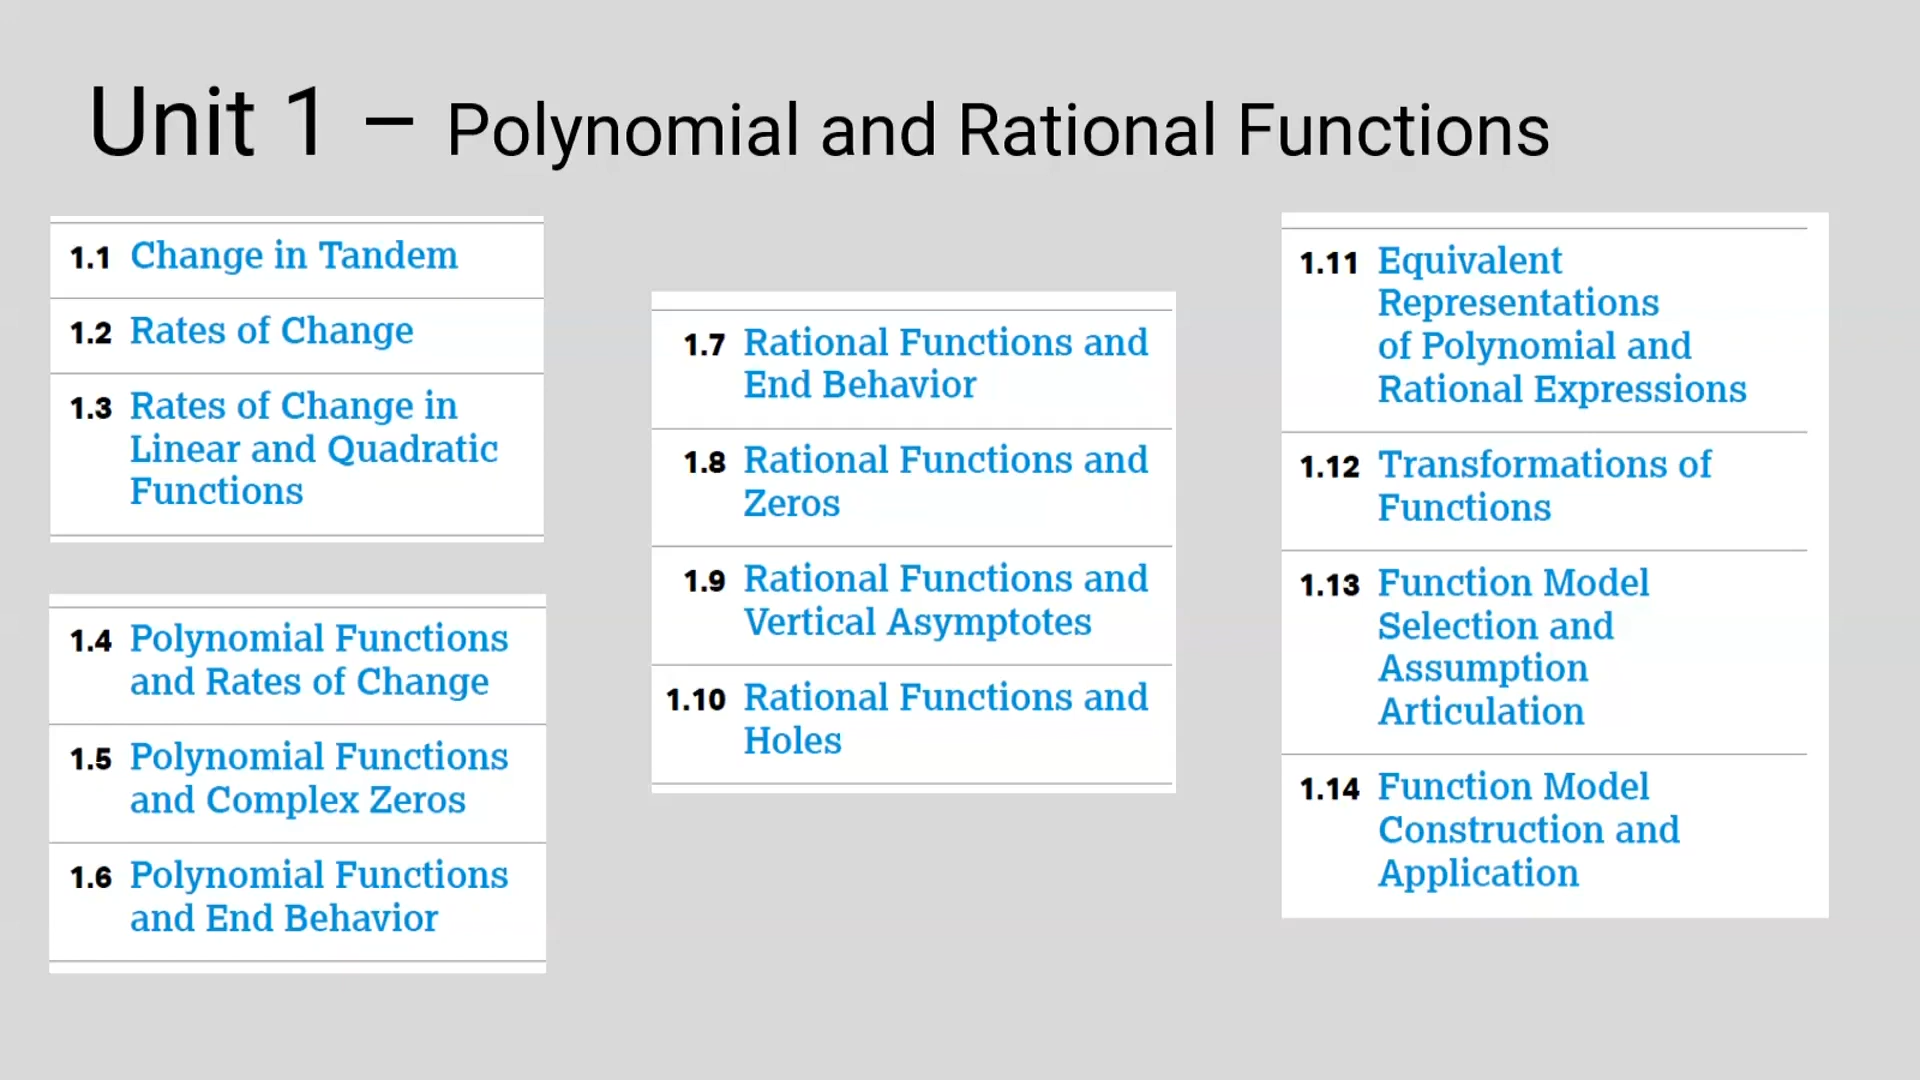 Unit 1 – Polynomial and Rational Functions
1.1 Change in Tandem
1.2 Rates of Change
1.3 Rates of Change in
Linear and Quadratic
Functions
1.4 Polynomial Functions
and Rates of Change
1.5 Polynomial Functions
and Complex Zeros
1.6 Polynomial Functions
and End Behavior
1.7 Rational Functions and
End Behavior
1.8 Rational Functions and
Zeros
1.9 Rational Functions and
Vertical Asymptotes
1.10 Rational Functions and
Holes
1.11 Equivalent
Representations
of Polynomial and
Rational Expressions
1.12 Transformations of
Functions
1.13 Function Model
Selection and
Assumption
Articulation
1.14 Function Model
Construction and
Application